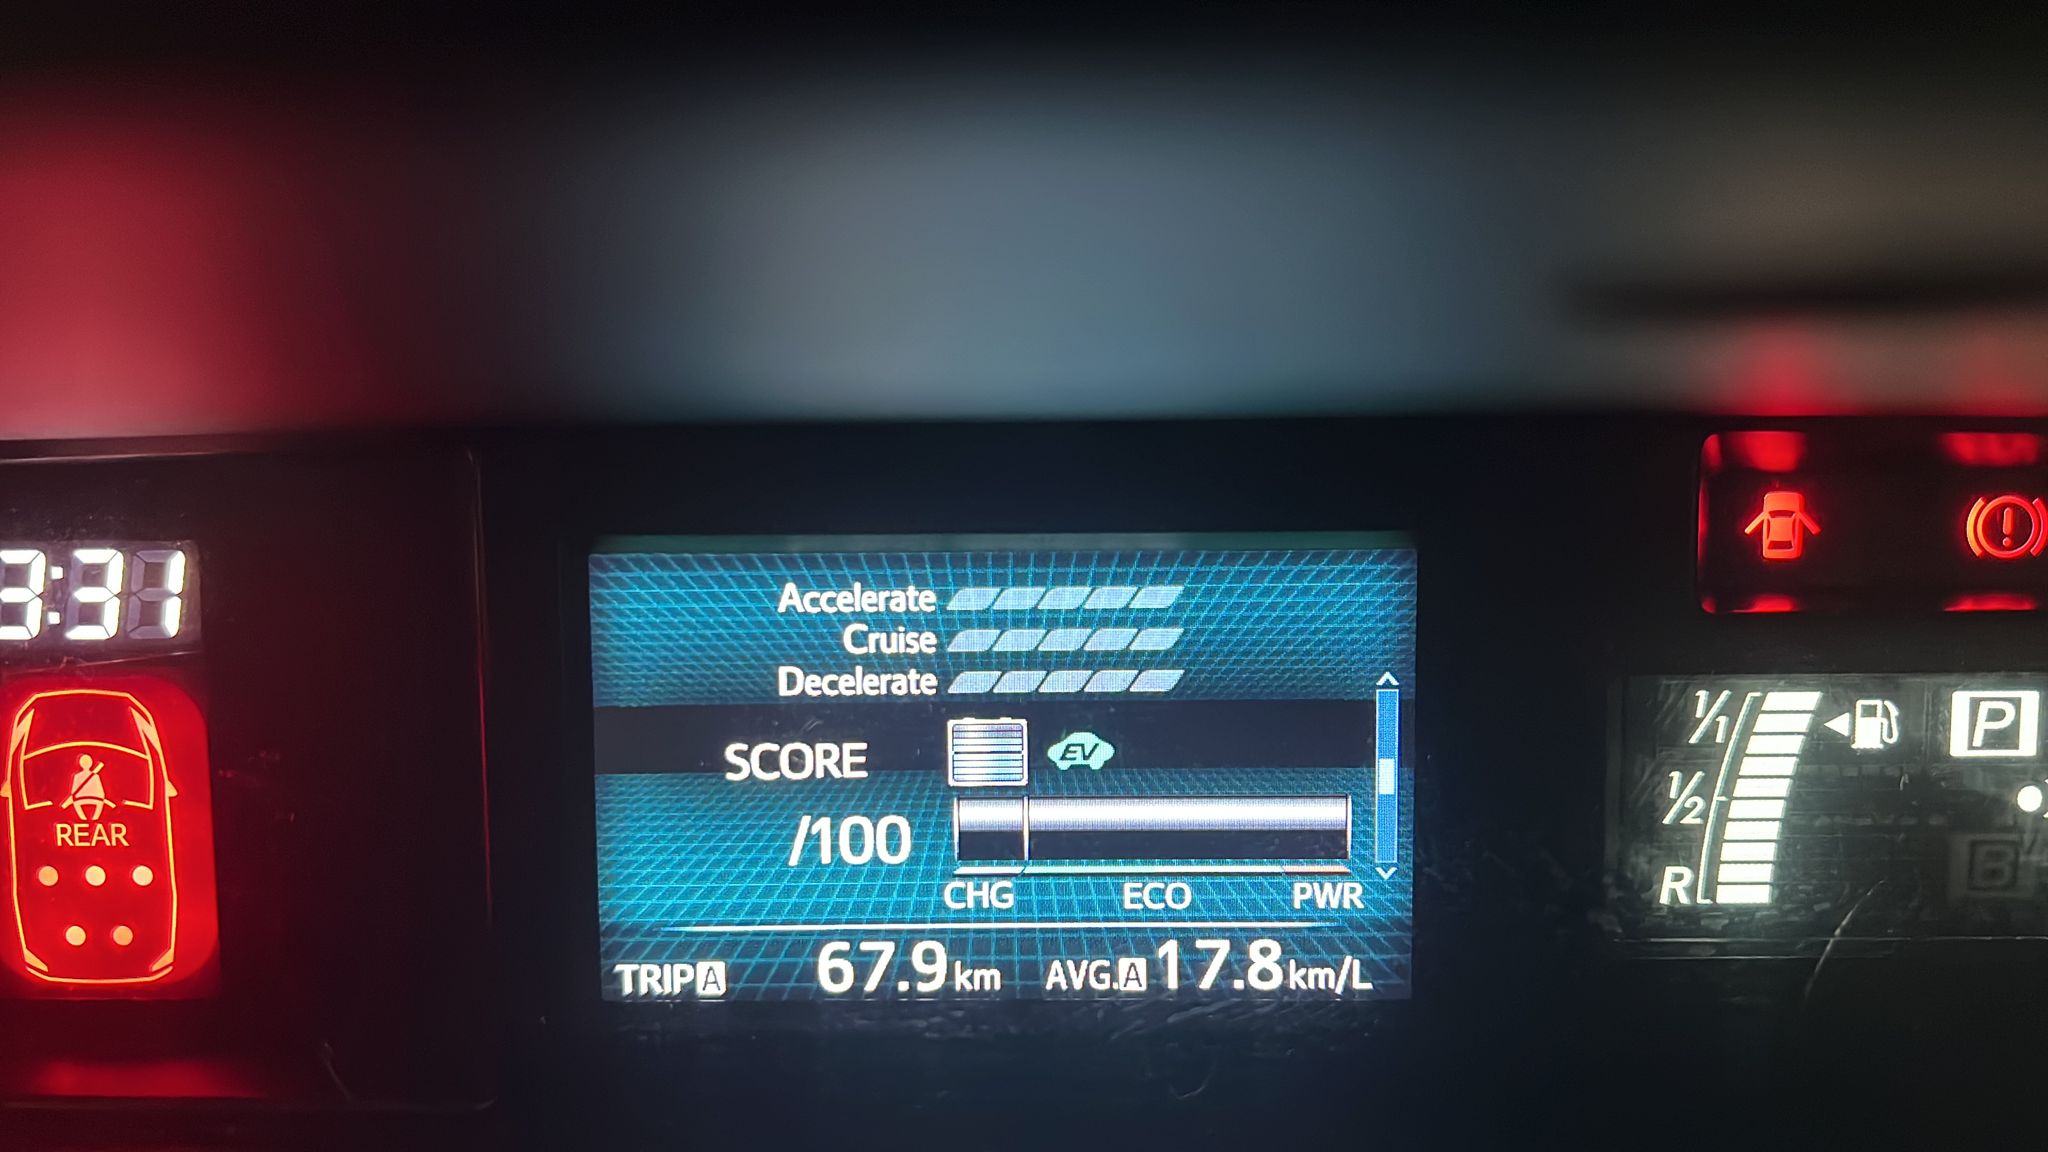 3:31
REAR
Accelerate
Cruise
Decelerate
SCORE
EV
/100
CHG ECO PWR
TRIP A 67.9 km AVG. A 17.8 km/L
1/1
1/2
R
P